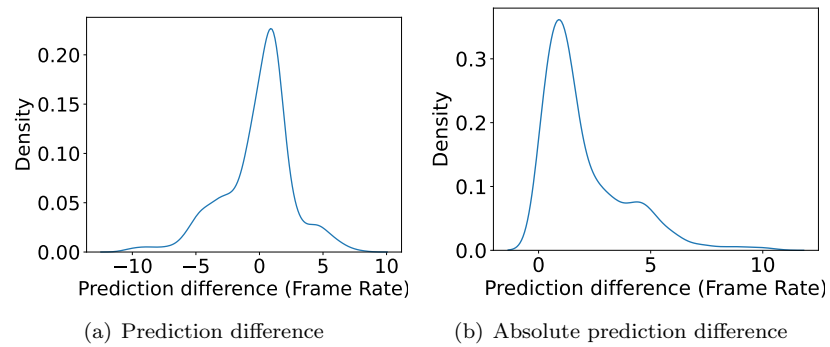 0.20
0.15
0.10
0.05
0.00
Density
−10 −5 0 5 10
Prediction difference (Frame Rate)
(a) Prediction difference
0.3
0.2
0.1
0.0
Density
0 5 10
Prediction difference (Frame Rate)
(b) Absolute prediction difference